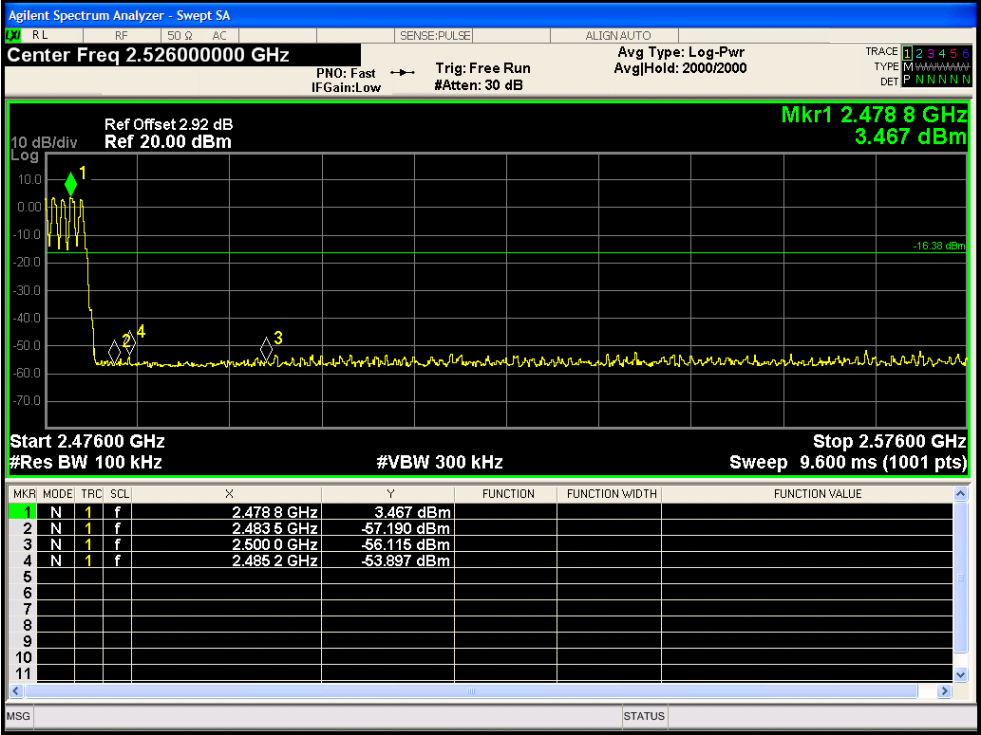 Agilent Spectrum Analyzer - Swept SA
LXI RL RF 50 Ω AC SENSE:PULSE ALIGNAUTO
Center Freq 2.526000000 GHz
PNO: Fast
IFGain:Low
Trig: Free Run
#Atten: 30 dB
Avg Type: Log-Pwr
Avg|Hold: 2000/2000
TRACE 1 2 3 4 5 6
TYPE M W W W W W
DET P N N N N N
Mkr1 2.478 8 GHz
3.467 dBm
Ref Offset 2.92 dB
10 dB/div Ref 20.00 dBm
Log
1
10.0
0.00
-10.0
-16.38 dBm
-20.0
-30.0
-40.0
2 4 3
-50.0
-60.0
-70.0
Start 2.47600 GHz Stop 2.57600 GHz
#Res BW 100 kHz #VBW 300 kHz Sweep 9.600 ms (1001 pts)
MKR MODE TRC SCL X Y FUNCTION FUNCTION WIDTH FUNCTION VALUE
1 N 1 f 2.478 8 GHz 3.467 dBm
2 N 1 f 2.483 5 GHz -57.190 dBm
3 N 1 f 2.500 0 GHz -56.115 dBm
4 N 1 f 2.485 2 GHz -53.897 dBm
5
6
7
8
9
10
11
MSG STATUS